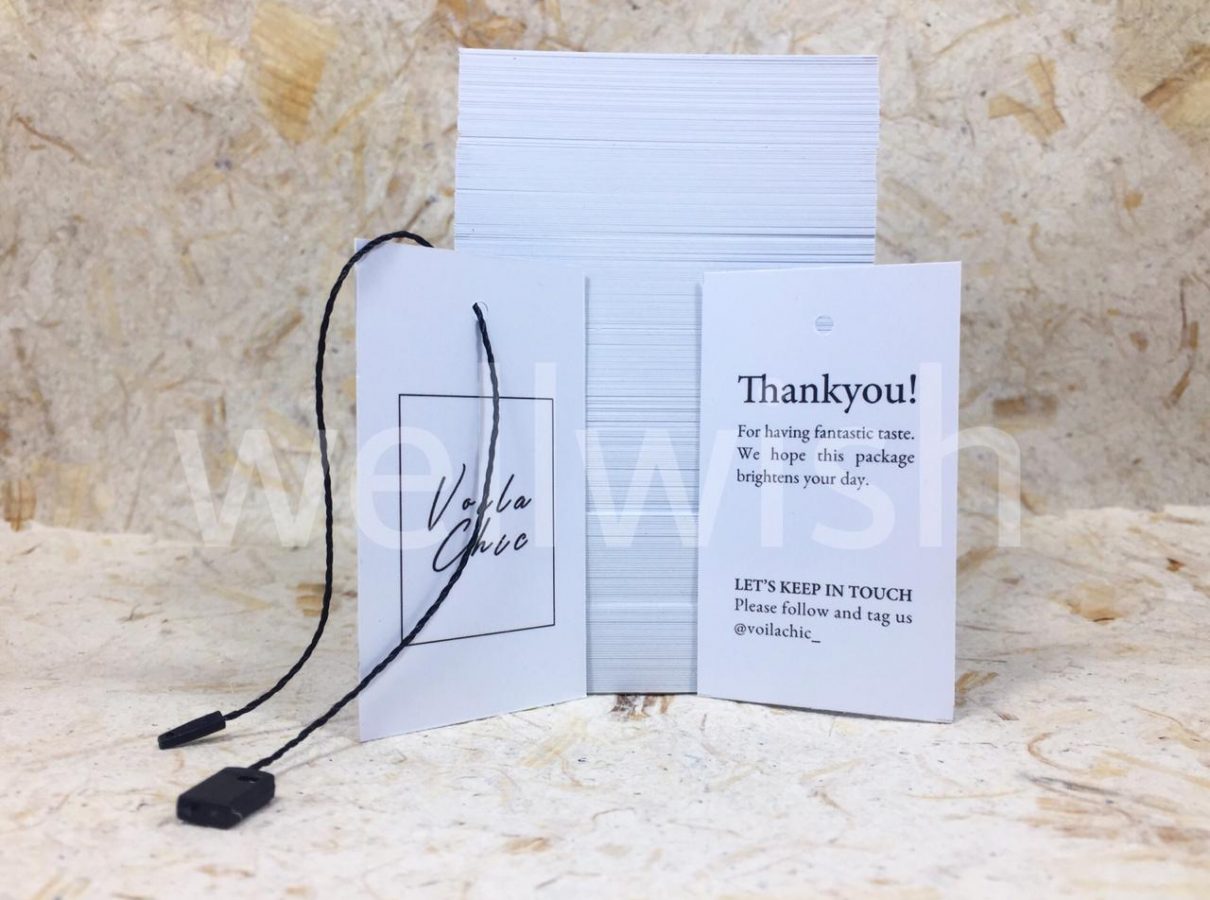 Voila
Chic
Thankyou!
For having fantastic taste.
We hope this package
brightens your day.
LET'S KEEP IN TOUCH
Please follow and tag us
@voilachic_
welwish